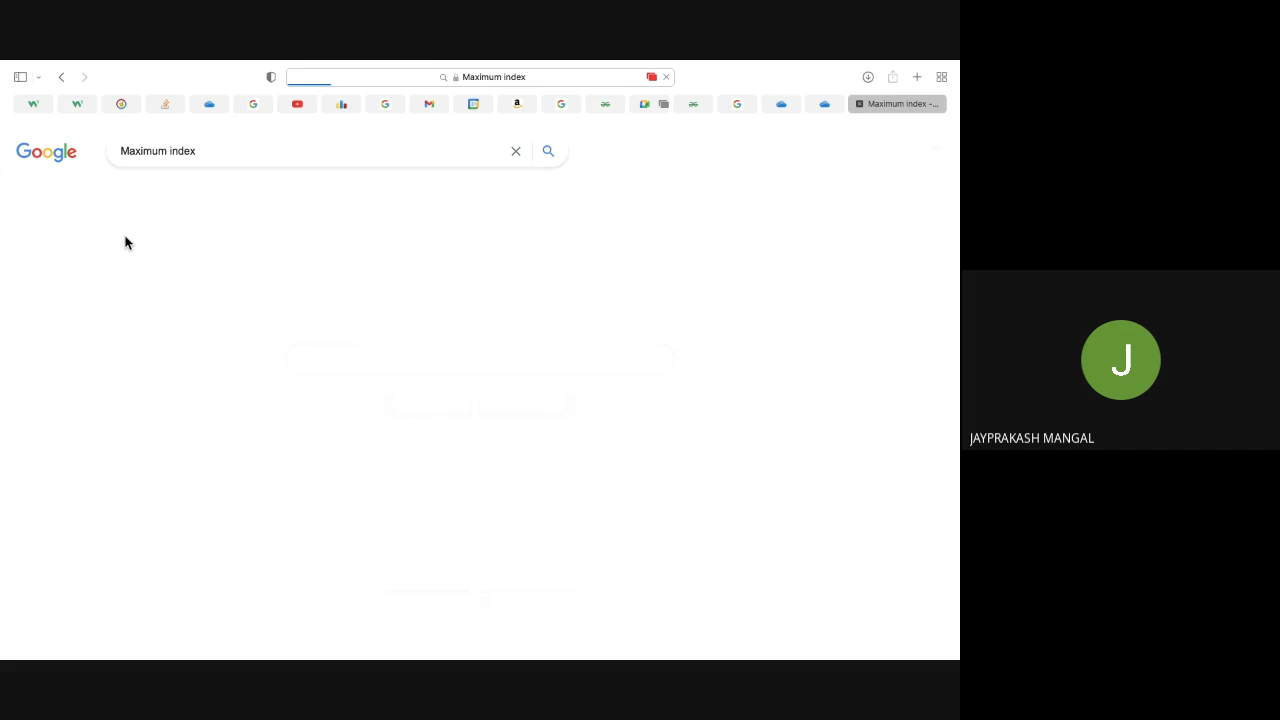 Maximum index
Maximum index -...
Google
Maximum index
J
JAYPRAKASH MANGAL